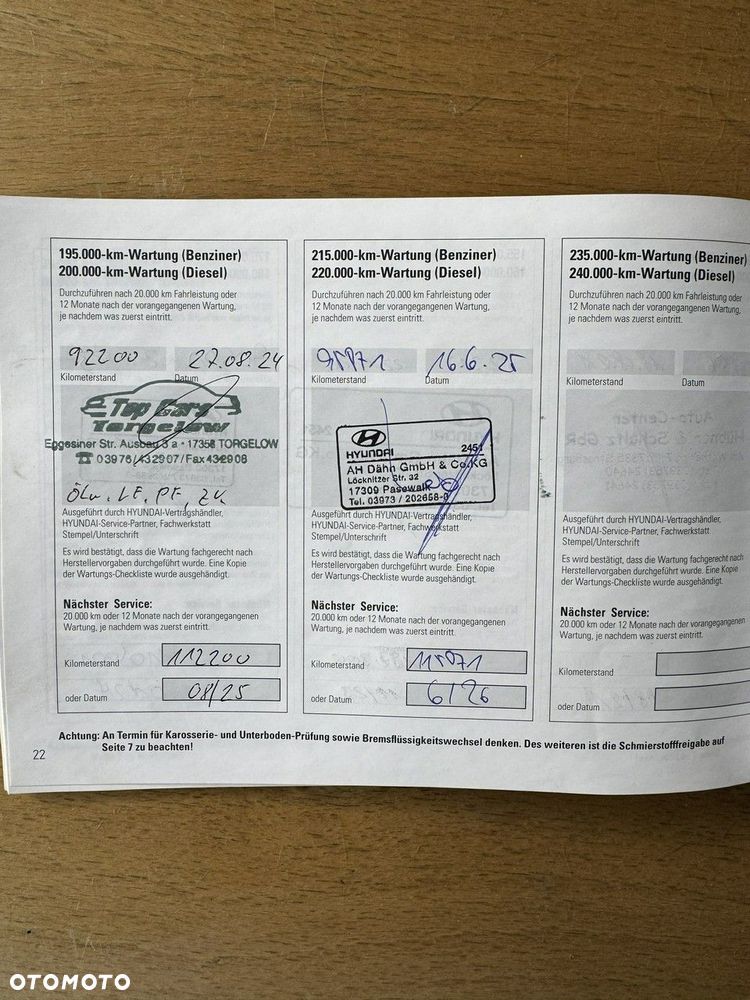 195.000-km-Wartung (Benziner)
200.000-km-Wartung (Diesel)
Durchzuführen nach 20.000 km Fahrleistung oder
12 Monate nach der vorangegangenen Wartung,
je nachdem was zuerst eintritt.
92200 27.08.24
Kilometerstand Datum
Top Cars
Torgelow
Eggesiner Str. Ausbau 3 a · 17358 TORGELOW
☎ 03976/432907/Fax 432908
Ölw, LF, PF, ZK
Ausgeführt durch HYUNDAI-Vertragshändler,
HYUNDAI-Service-Partner, Fachwerkstatt
Stempel/Unterschrift
Es wird bestätigt, dass die Wartung fachgerecht nach
Herstellervorgaben durchgeführt wurde. Eine Kopie
der Wartungs-Checkliste wurde ausgehändigt.
Nächster Service:
20.000 km oder 12 Monate nach der vorangegangenen
Wartung, je nachdem was zuerst eintritt.
Kilometerstand 112200
oder Datum 08/25
215.000-km-Wartung (Benziner)
220.000-km-Wartung (Diesel)
Durchzuführen nach 20.000 km Fahrleistung oder
12 Monate nach der vorangegangenen Wartung,
je nachdem was zuerst eintritt.
95071 16.6.25
Kilometerstand Datum
HYUNDAI 2451
AH Dähn GmbH & Co.KG
Löcknitzer Str. 32
17309 Pasewalk
Tel. 03973 / 202658-0
Ausgeführt durch HYUNDAI-Vertragshändler,
HYUNDAI-Service-Partner, Fachwerkstatt
Stempel/Unterschrift
Es wird bestätigt, dass die Wartung fachgerecht nach
Herstellervorgaben durchgeführt wurde. Eine Kopie
der Wartungs-Checkliste wurde ausgehändigt.
Nächster Service:
20.000 km oder 12 Monate nach der vorangegangenen
Wartung, je nachdem was zuerst eintritt.
Kilometerstand 115071
oder Datum 6/26
235.000-km-Wartung (Benziner)
240.000-km-Wartung (Diesel)
Durchzuführen nach 20.000 km Fahrleistung oder
12 Monate nach der vorangegangenen Wartung,
je nachdem was zuerst eintritt.
Kilometerstand Datum
Ausgeführt durch HYUNDAI-Vertragshändler,
HYUNDAI-Service-Partner, Fachwerkstatt
Stempel/Unterschrift
Es wird bestätigt, dass die Wartung fachgerecht nach
Herstellervorgaben durchgeführt wurde. Eine Kopie
der Wartungs-Checkliste wurde ausgehändigt.
Nächster Service:
20.000 km oder 12 Monate nach der vorangegangenen
Wartung, je nachdem was zuerst eintritt.
Kilometerstand
oder Datum
Achtung: An Termin für Karosserie- und Unterboden-Prüfung sowie Bremsflüssigkeitswechsel denken. Des weiteren ist die Schmierstofffreigabe auf
Seite 7 zu beachten!
22
OTOMOTO